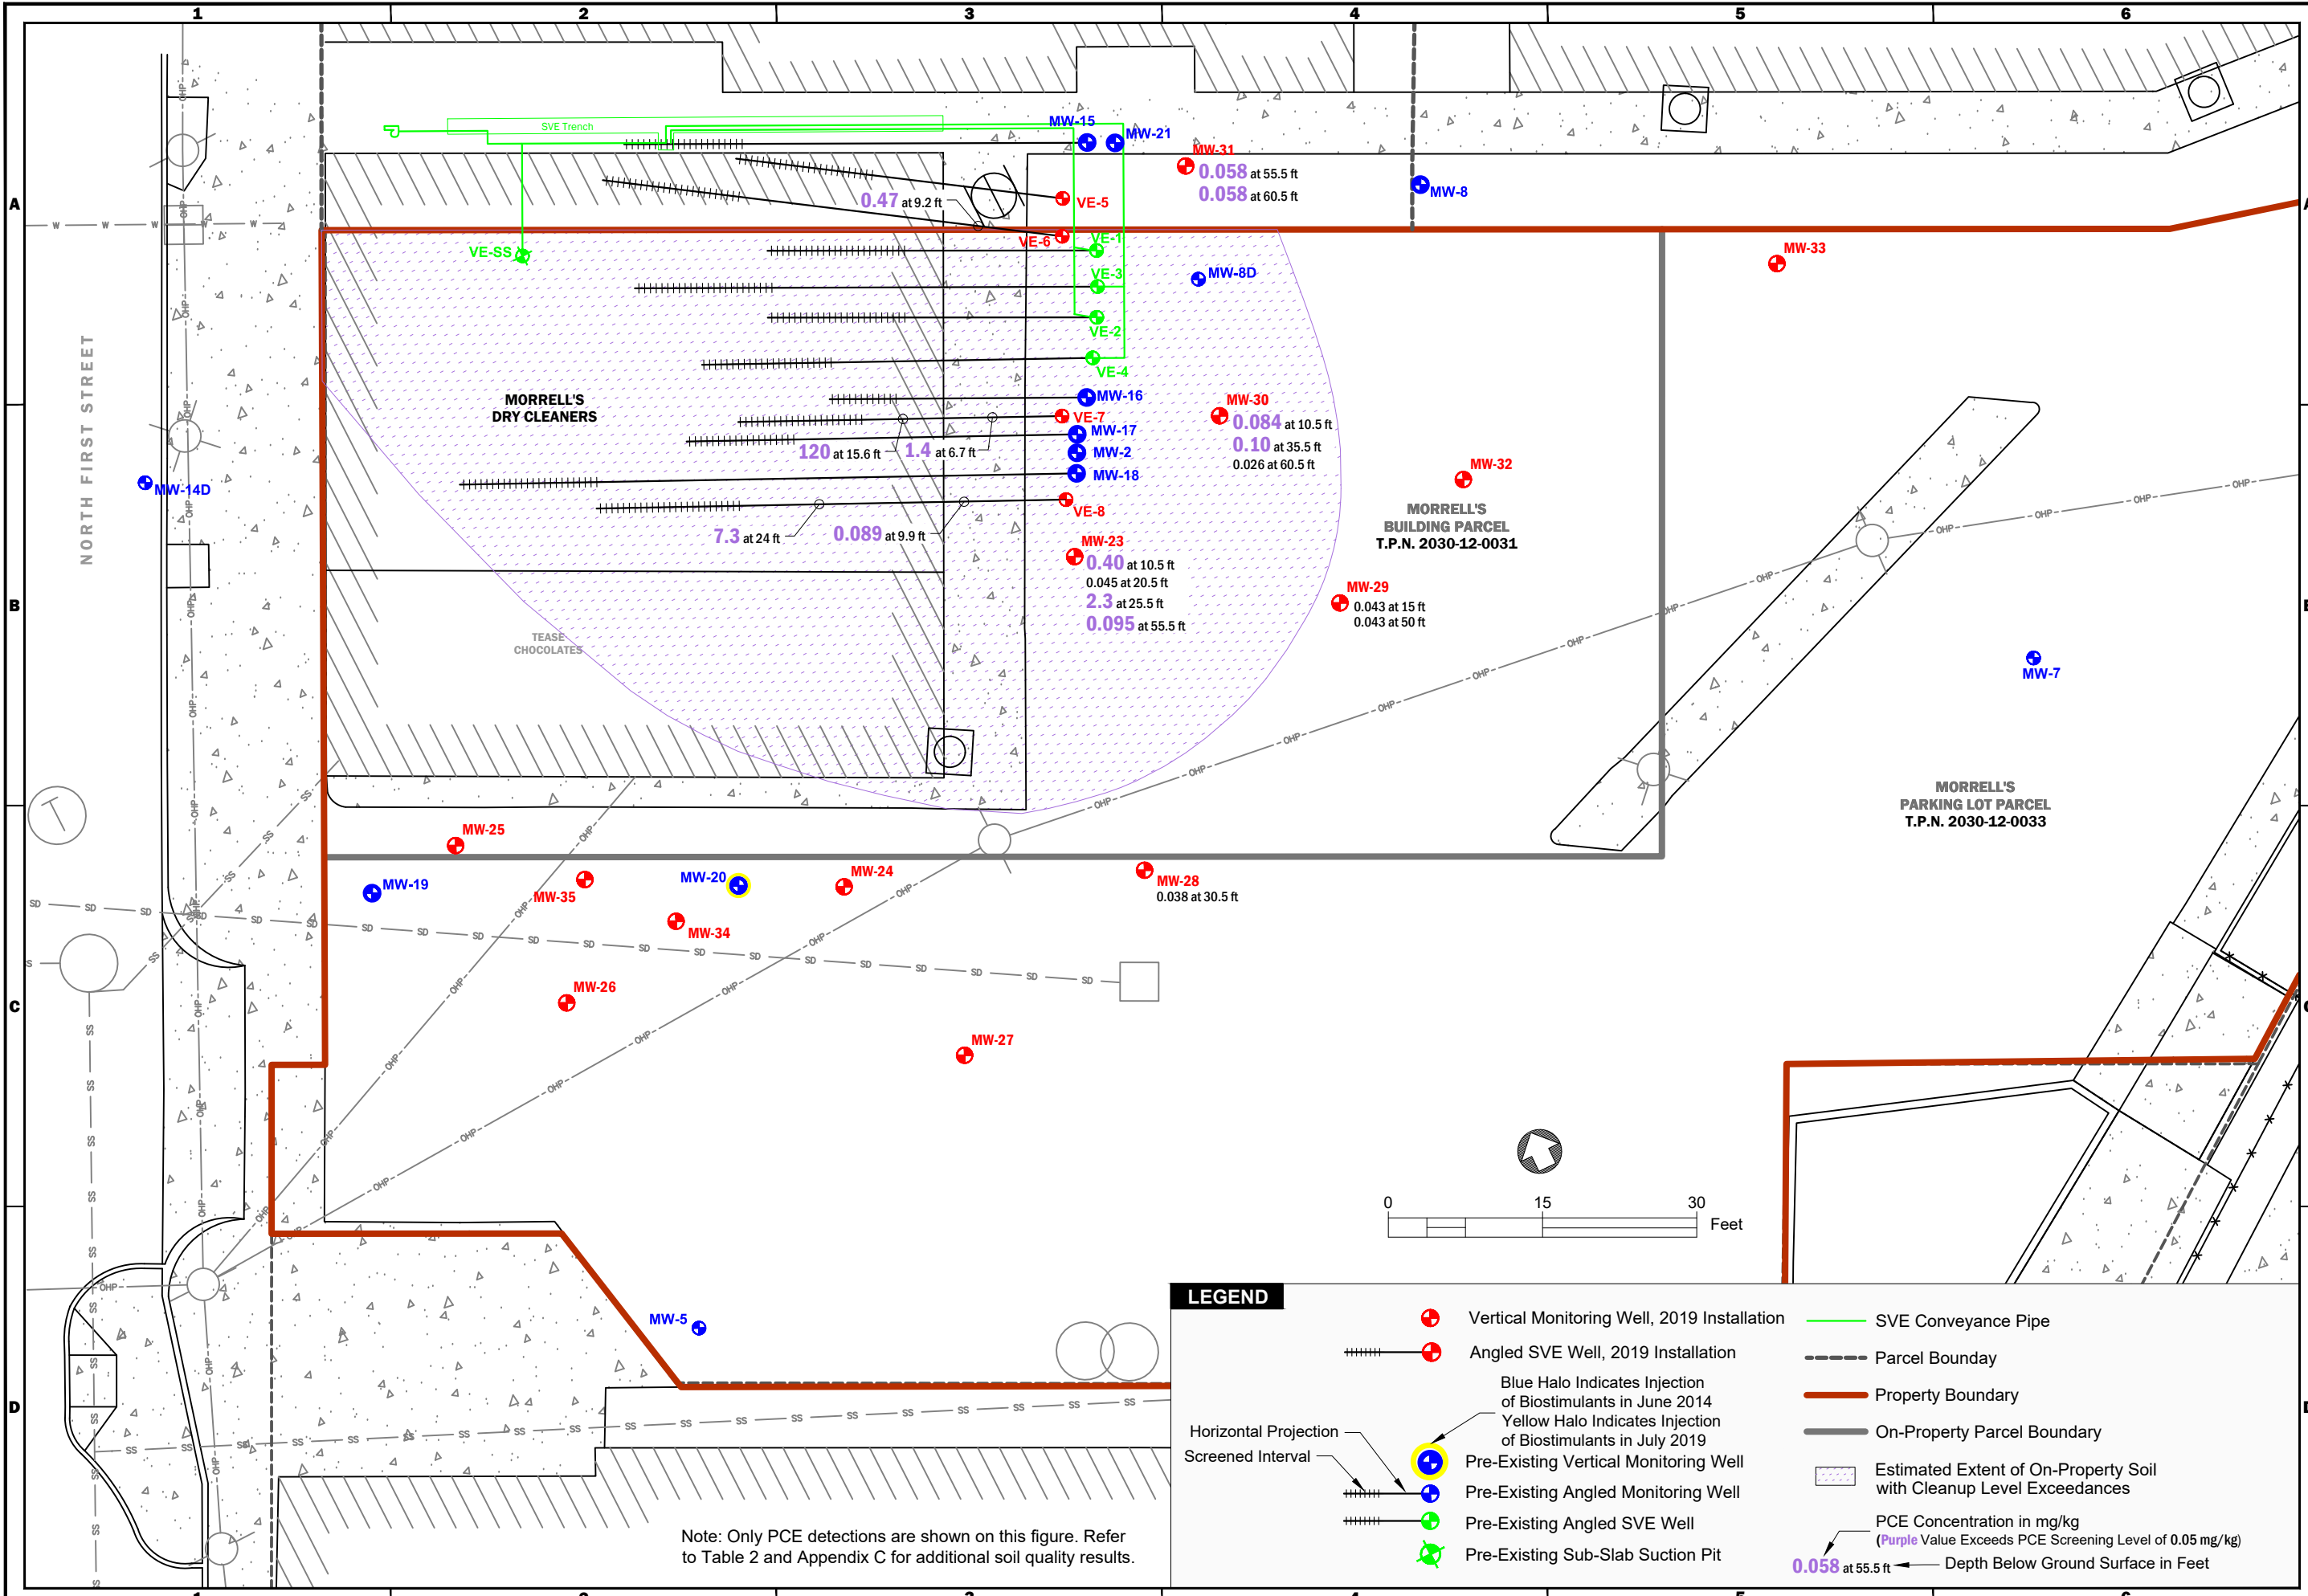 1 2 3 4 5 6
A
B
C
D
SVE Trench
MW-15
MW-21
MW-31
0.058 at 55.5 ft
0.058 at 60.5 ft
MW-8
0.47 at 9.2 ft
VE-5
VE-6
VE-1
VE-SS
VE-3
MW-8D
MW-33
VE-2
VE-4
MORRELL'S
DRY CLEANERS
MW-16
VE-7
MW-17
MW-2
MW-18
120 at 15.6 ft
1.4 at 6.7 ft
MW-30
0.084 at 10.5 ft
0.10 at 35.5 ft
0.026 at 60.5 ft
MW-32
NORTH FIRST STREET
MW-14D
VE-8
7.3 at 24 ft
0.089 at 9.9 ft
MORRELL'S
BUILDING PARCEL
T.P.N. 2030-12-0031
MW-23
0.40 at 10.5 ft
0.045 at 20.5 ft
2.3 at 25.5 ft
0.095 at 55.5 ft
MW-29
0.043 at 15 ft
0.043 at 50 ft
TEASE
CHOCOLATES
MW-7
MORRELL'S
PARKING LOT PARCEL
T.P.N. 2030-12-0033
MW-25
MW-19
MW-35
MW-20
MW-24
MW-28
0.038 at 30.5 ft
MW-34
MW-26
MW-27
0 15 30
Feet
MW-5
LEGEND
Vertical Monitoring Well, 2019 Installation
Angled SVE Well, 2019 Installation
Blue Halo Indicates Injection
of Biostimulants in June 2014
Yellow Halo Indicates Injection
of Biostimulants in July 2019
Horizontal Projection
Screened Interval
Pre-Existing Vertical Monitoring Well
Pre-Existing Angled Monitoring Well
Pre-Existing Angled SVE Well
Pre-Existing Sub-Slab Suction Pit
SVE Conveyance Pipe
Parcel Bounday
Property Boundary
On-Property Parcel Boundary
Estimated Extent of On-Property Soil
with Cleanup Level Exceedances
PCE Concentration in mg/kg
(Purple Value Exceeds PCE Screening Level of 0.05 mg/kg)
0.058 at 55.5 ft
Depth Below Ground Surface in Feet
Note: Only PCE detections are shown on this figure. Refer
to Table 2 and Appendix C for additional soil quality results.